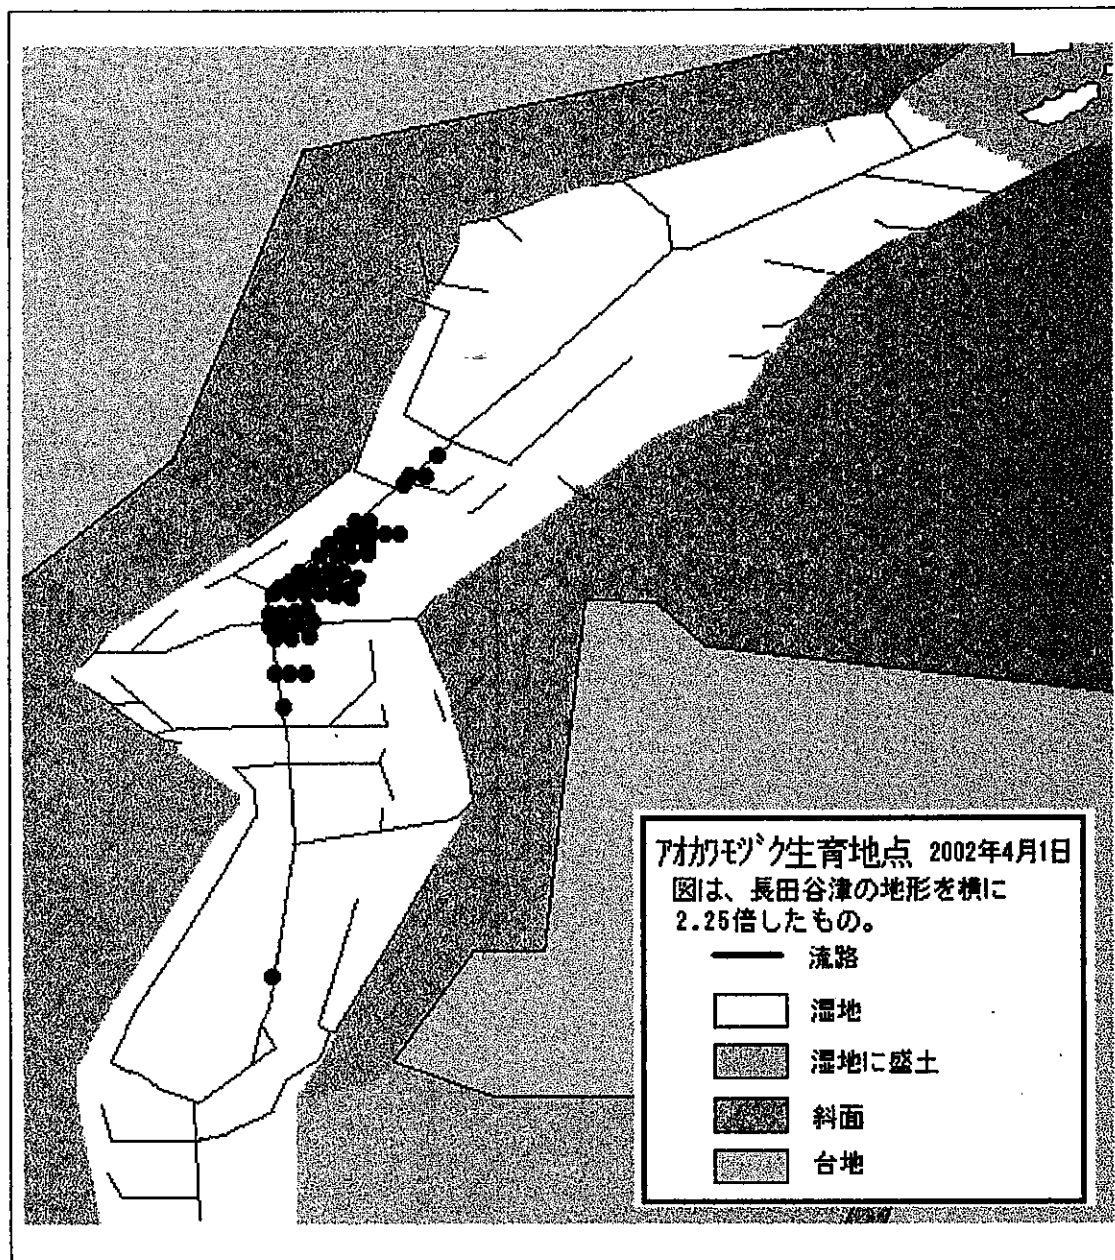 アオカワモヅク生育地点 2002年4月1日
図は、長田谷津の地形を横に
2.25倍したもの。
流路
湿地
湿地に盛土
斜面
台地